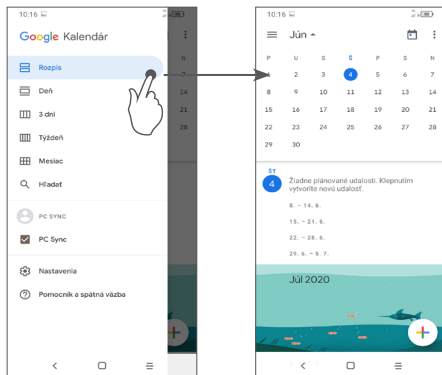 10:16
Google Kalendár
N
Rozpis
7
Deň
14
3 dni
21
Týždeň
28
Mesiac
Hľadať
PC SYNC
PC Sync
Nastavenia
Pomocník a spätná väzba
10:16
Jún
P U S Š P S N
1 2 3 4 5 6 7
8 9 10 11 12 13 14
15 16 17 18 19 20 21
22 23 24 25 26 27 28
29 30
ŠT
4
Žiadne plánované udalosti. Klepnutím
vytvoríte novú udalosť.
8. – 14. 6.
15. – 21. 6.
22. – 28. 6.
29. 6. – 5. 7.
Júl 2020